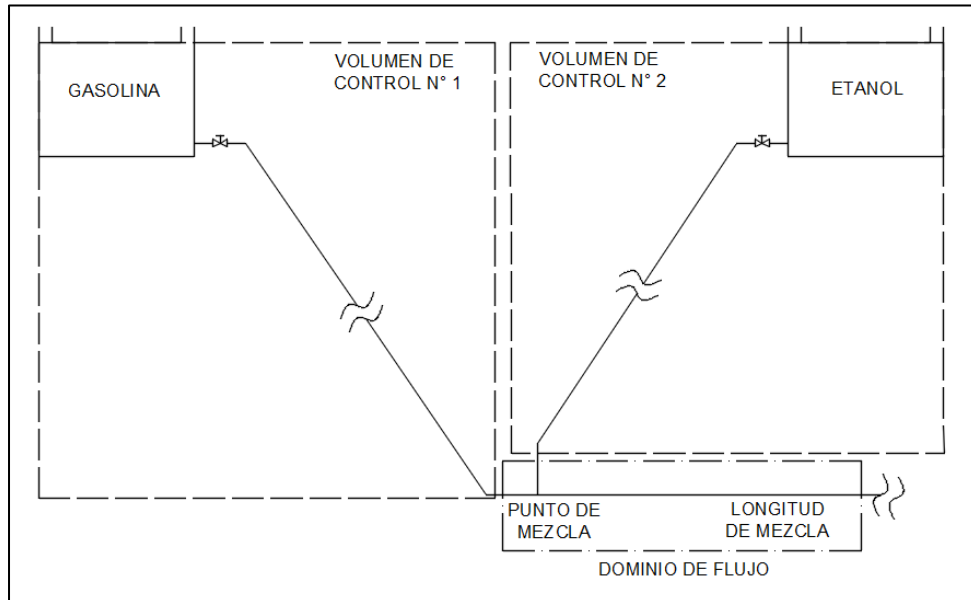 GASOLINA
VOLUMEN DE
CONTROL N° 1
VOLUMEN DE
CONTROL N° 2
ETANOL
PUNTO DE
MEZCLA
LONGITUD
DE MEZCLA
DOMINIO DE FLUJO